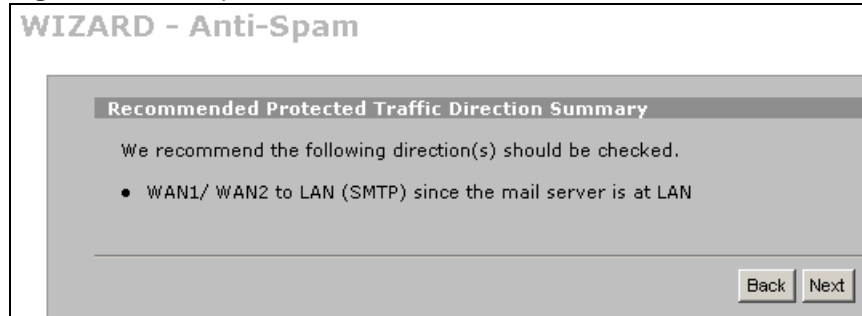 WIZARD - Anti-Spam
Recommended Protected Traffic Direction Summary
We recommend the following direction(s) should be checked.
● WAN1/ WAN2 to LAN (SMTP) since the mail server is at LAN
Back Next